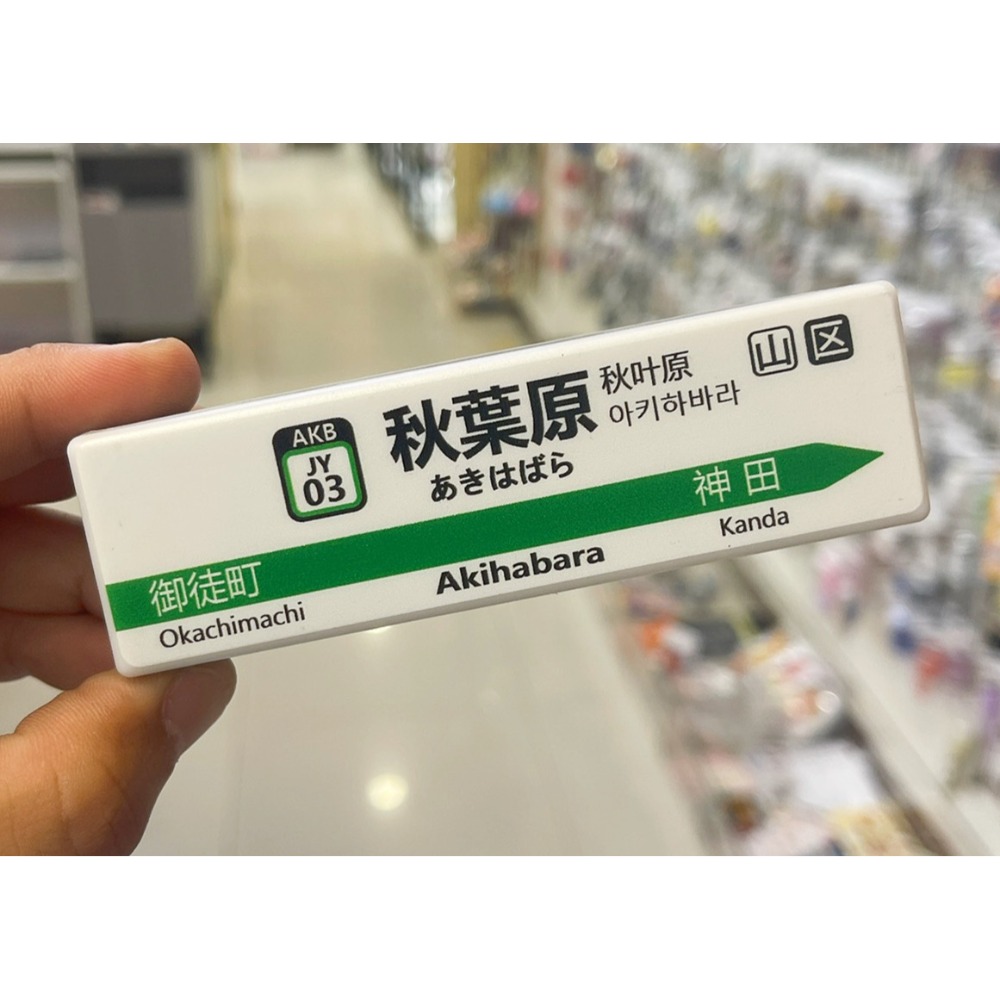 AKB
JY
03
秋葉原
あきはばら
秋叶原
아키하바라
山 区
御徒町
神田
Okachimachi
Akihabara
Kanda